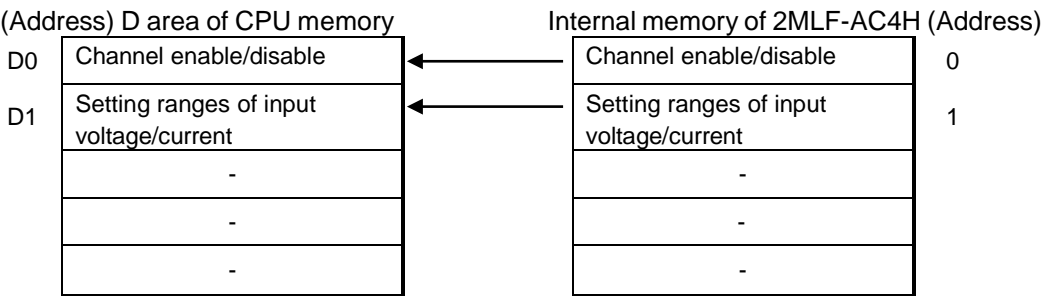 (Address) D area of CPU memory
Internal memory of 2MLF-AC4H (Address)
D0
Channel enable/disable
Channel enable/disable
0
D1
Setting ranges of input
voltage/current
Setting ranges of input
voltage/current
1
-
-
-
-
-
-